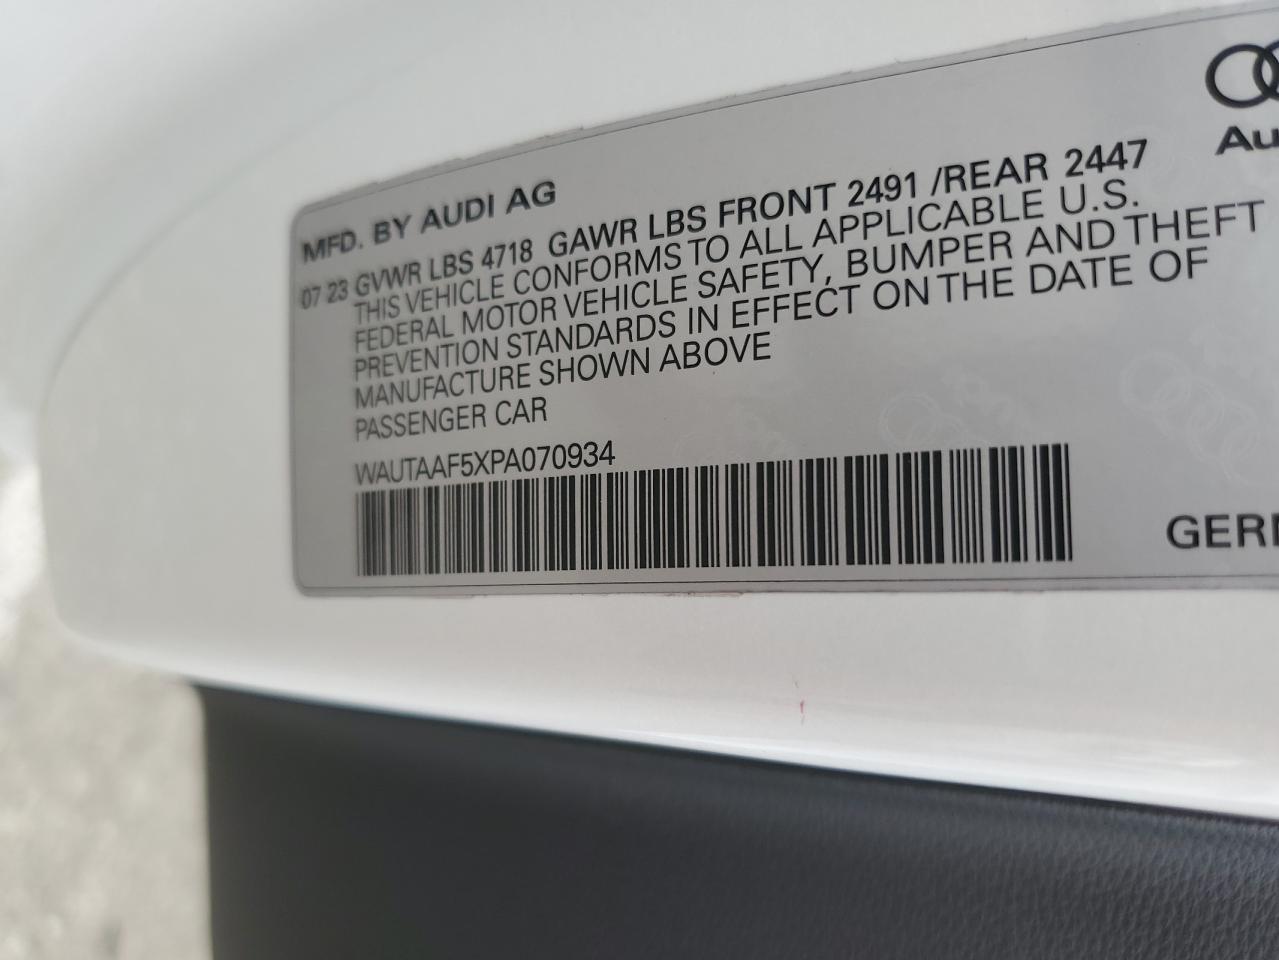 MFD. BY AUDI AG
07 23 GVWR LBS 4718 GAWR LBS FRONT 2491 /REAR 2447
THIS VEHICLE CONFORMS TO ALL APPLICABLE U.S.
FEDERAL MOTOR VEHICLE SAFETY, BUMPER AND THEFT
PREVENTION STANDARDS IN EFFECT ON THE DATE OF
MANUFACTURE SHOWN ABOVE
PASSENGER CAR
WAUTAAF5XPA070934
Au
GER